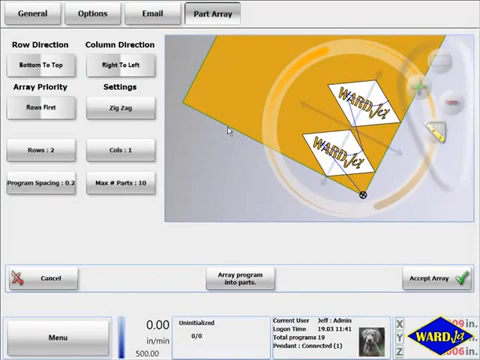 General
Options
Email
Part Array
Row Direction
Column Direction
Bottom To Top
Right To Left
Array Priority
Settings
Rows First
Zig Zag
Rows : 2
Cols : 1
Program Spacing : 0.2
Max # Parts : 10
WARDJet
WARDJet
Cancel
Array program
into parts.
Accept Array
Menu
0.00
in/min
500.00
Uninitialized
0/0
Current User Jeff : Admin
Logon Time 19.03 11:41
Total programs 19
Pendant : Connected (1)
X
Y
Z
in.
in.
WARDJet